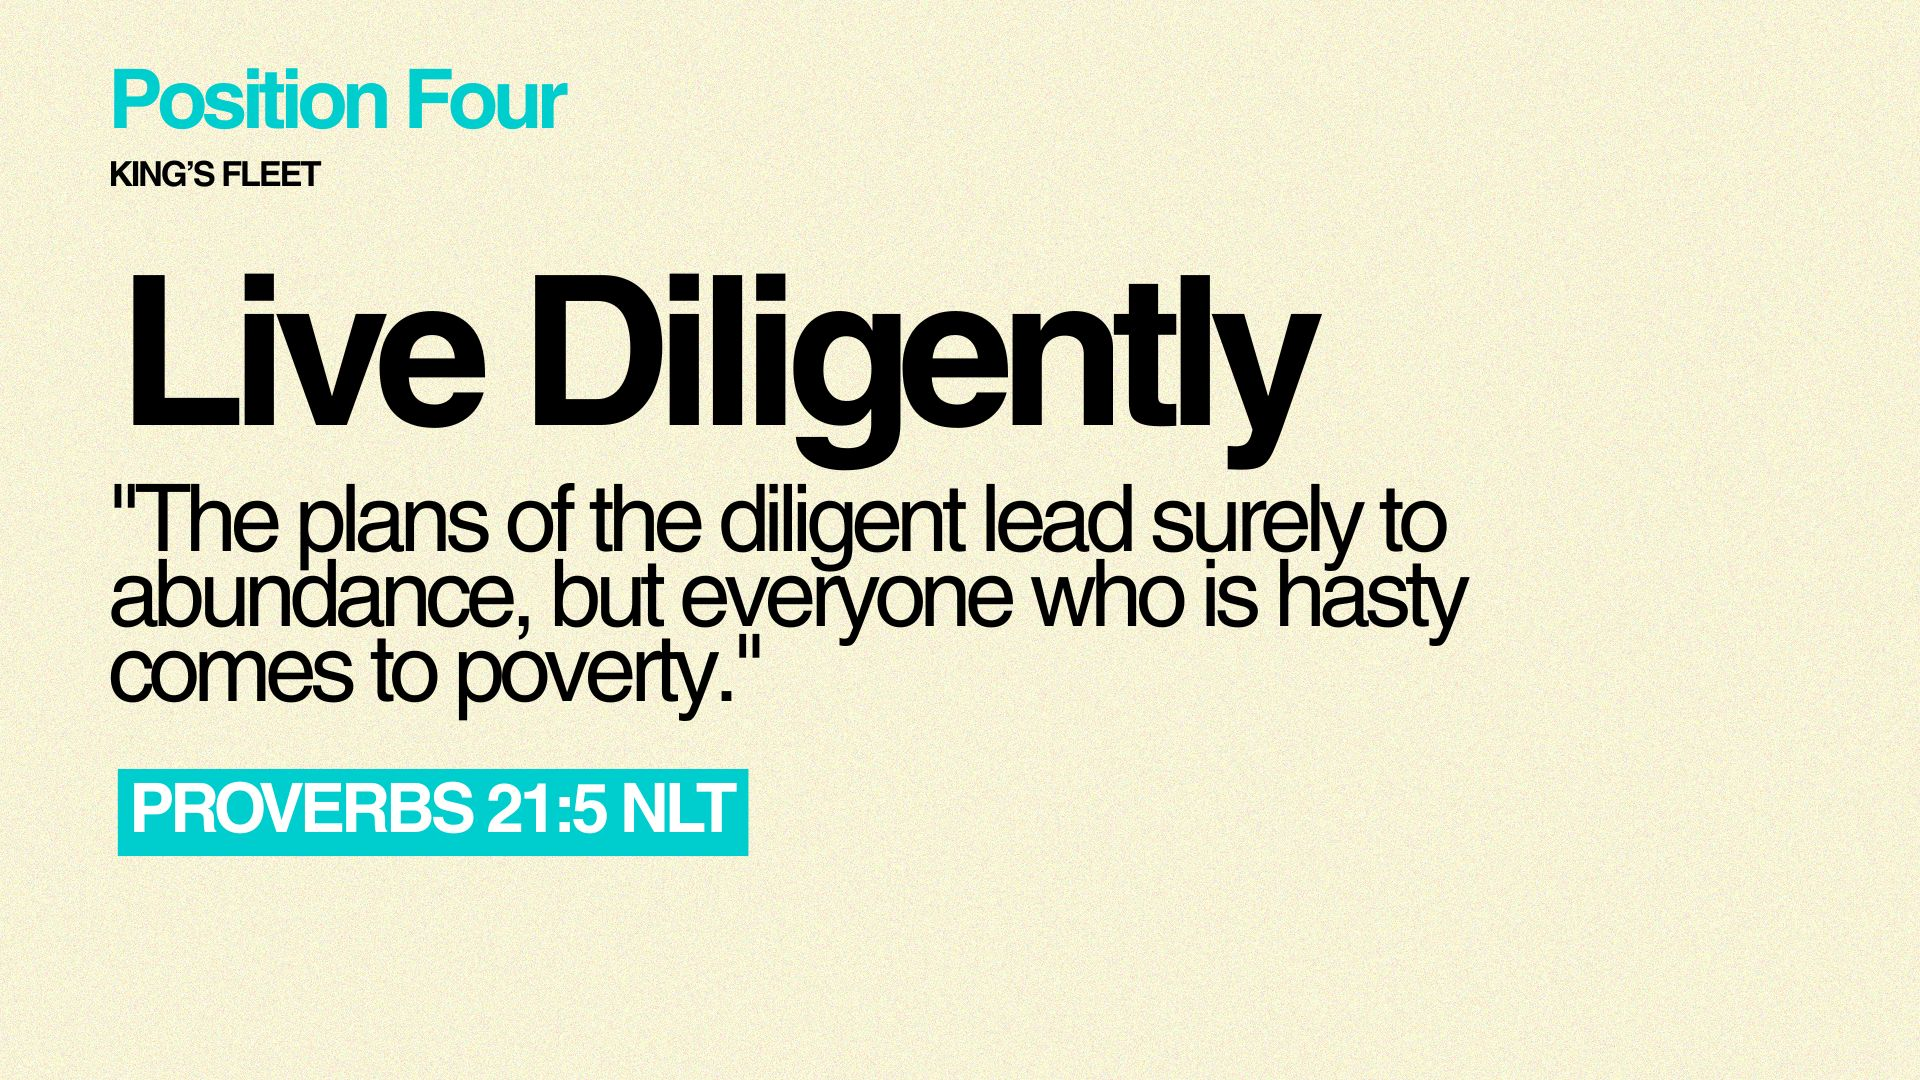 Position Four
KING’S FLEET
Live Diligently
"The plans of the diligent lead surely to
abundance, but everyone who is hasty
comes to poverty."
PROVERBS 21:5 NLT